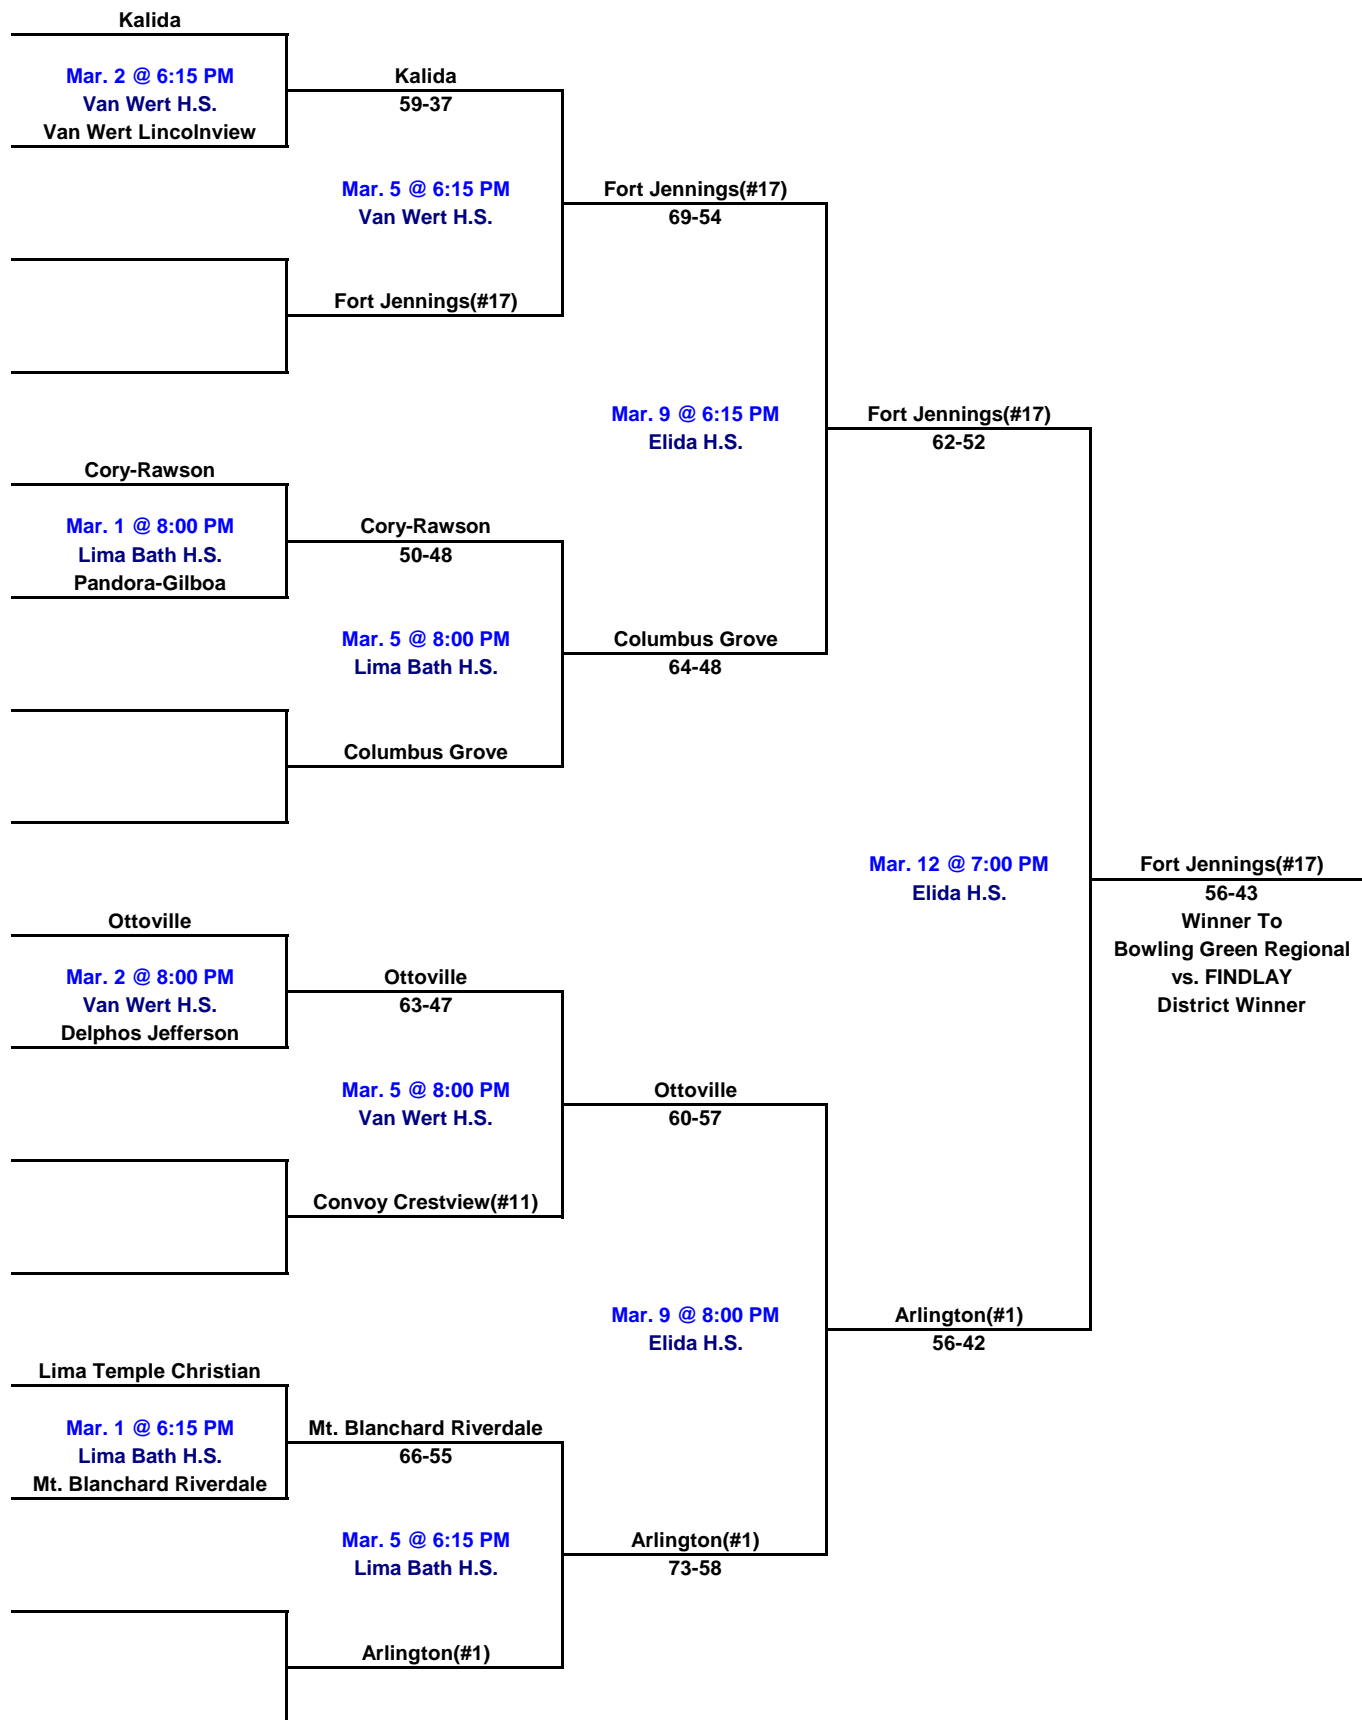 Kalida
Mar. 2 @ 6:15 PM
Van Wert H.S.
Van Wert Lincolnview
Kalida
59-37
Mar. 5 @ 6:15 PM
Van Wert H.S.
Fort Jennings(#17)
69-54
Fort Jennings(#17)
Mar. 9 @ 6:15 PM
Elida H.S.
Fort Jennings(#17)
62-52
Cory-Rawson
Mar. 1 @ 8:00 PM
Lima Bath H.S.
Pandora-Gilboa
Cory-Rawson
50-48
Mar. 5 @ 8:00 PM
Lima Bath H.S.
Columbus Grove
64-48
Columbus Grove
Mar. 12 @ 7:00 PM
Elida H.S.
Fort Jennings(#17)
56-43
Winner To
Bowling Green Regional
vs. FINDLAY
District Winner
Ottoville
Mar. 2 @ 8:00 PM
Van Wert H.S.
Delphos Jefferson
Ottoville
63-47
Mar. 5 @ 8:00 PM
Van Wert H.S.
Ottoville
60-57
Convoy Crestview(#11)
Mar. 9 @ 8:00 PM
Elida H.S.
Arlington(#1)
56-42
Lima Temple Christian
Mar. 1 @ 6:15 PM
Lima Bath H.S.
Mt. Blanchard Riverdale
Mt. Blanchard Riverdale
66-55
Mar. 5 @ 6:15 PM
Lima Bath H.S.
Arlington(#1)
73-58
Arlington(#1)